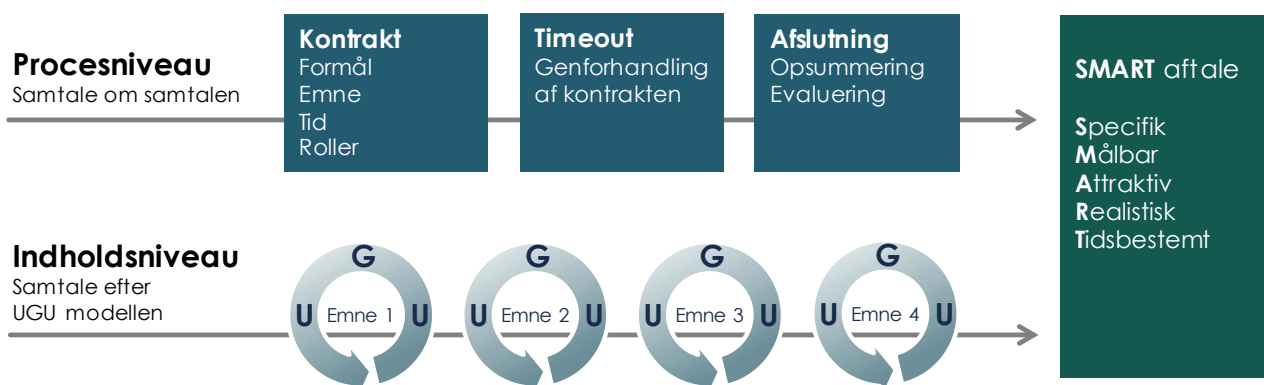 Procesniveau
Samtale om samtalen
Kontrakt
Formål
Emne
Tid
Roller
Timeout
Genforhandling
af kontrakten
Afslutning
Opsummering
Evaluering
SMART aftale
Specifik
Målbar
Attraktiv
Realistisk
Tidsbestemt
Indholdsniveau
Samtale efter
UGU modellen
G
U Emne 1 U
G
U Emne 2 U
G
U Emne 3 U
G
U Emne 4 U